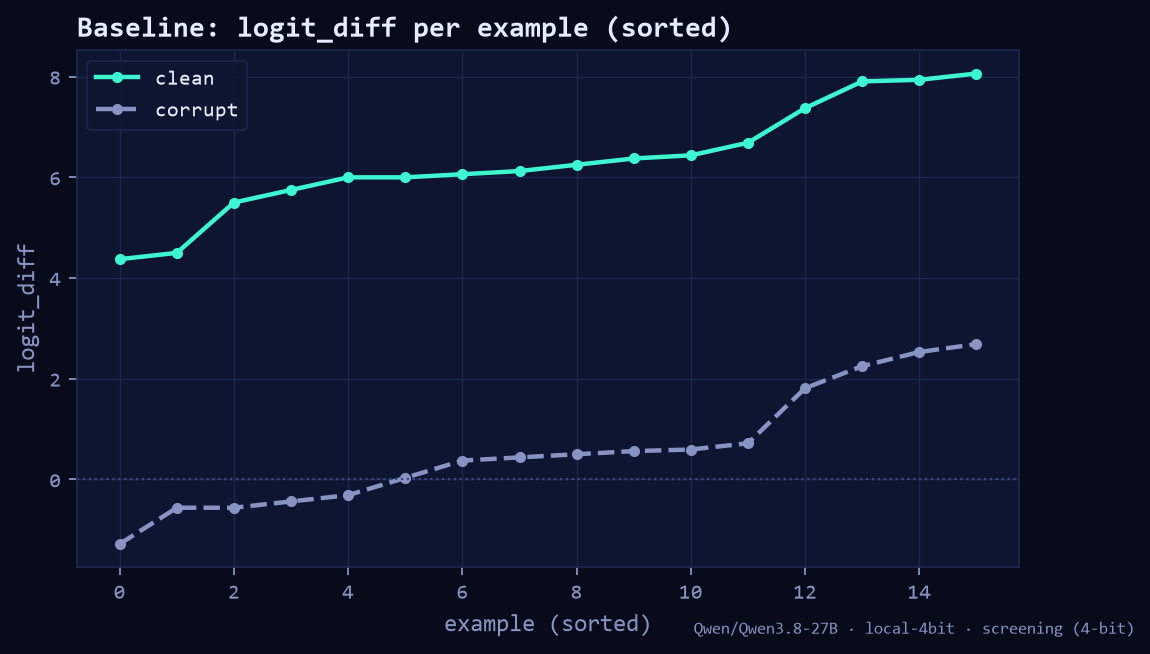 Baseline: logit_diff per example (sorted)
clean
corrupt
8
6
4
2
0
logit_diff
0 2 4 6 8 10 12 14
example (sorted)
Qwen/Qwen3.8-27B · local-4bit · screening (4-bit)